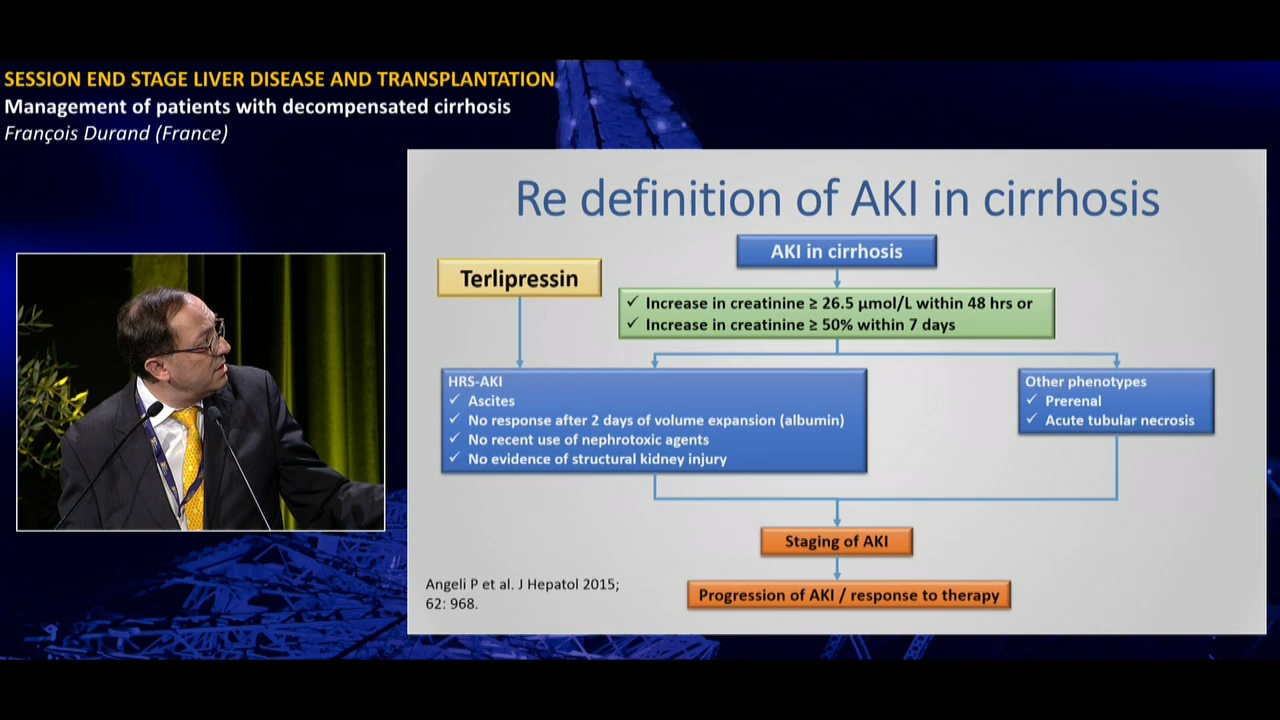 SESSION END STAGE LIVER DISEASE AND TRANSPLANTATION
Management of patients with decompensated cirrhosis
François Durand (France)
Re definition of AKI in cirrhosis
AKI in cirrhosis
Terlipressin
✓ Increase in creatinine ≥ 26.5 µmol/L within 48 hrs or
✓ Increase in creatinine ≥ 50% within 7 days
HRS-AKI
✓ Ascites
✓ No response after 2 days of volume expansion (albumin)
✓ No recent use of nephrotoxic agents
✓ No evidence of structural kidney injury
Other phenotypes
✓ Prerenal
✓ Acute tubular necrosis
Staging of AKI
Progression of AKI / response to therapy
Angeli P et al. J Hepatol 2015;
62: 968.